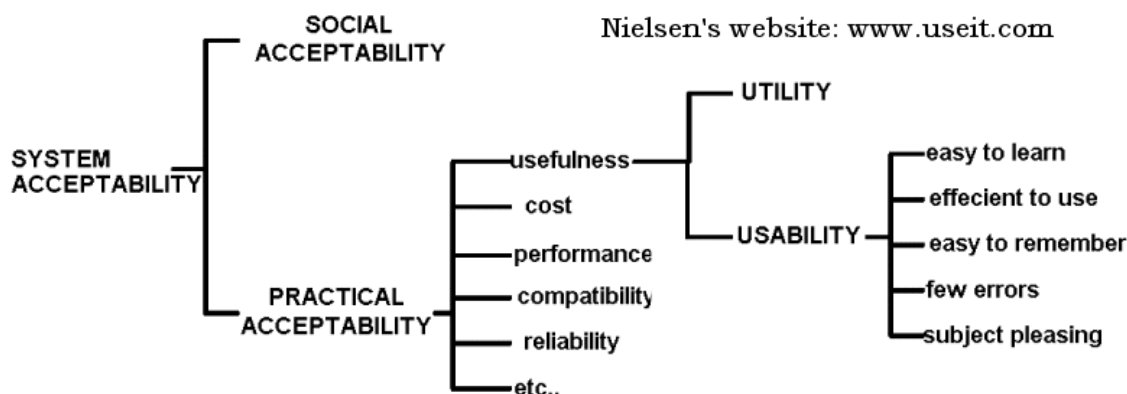 SOCIAL
ACCEPTABILITY
Nielsen's website: www.useit.com
UTILITY
SYSTEM
ACCEPTABILITY
usefulness
easy to learn
cost
effecient to use
USABILITY
performance
easy to remember
PRACTICAL
ACCEPTABILITY
compatibility
few errors
reliability
subject pleasing
etc..